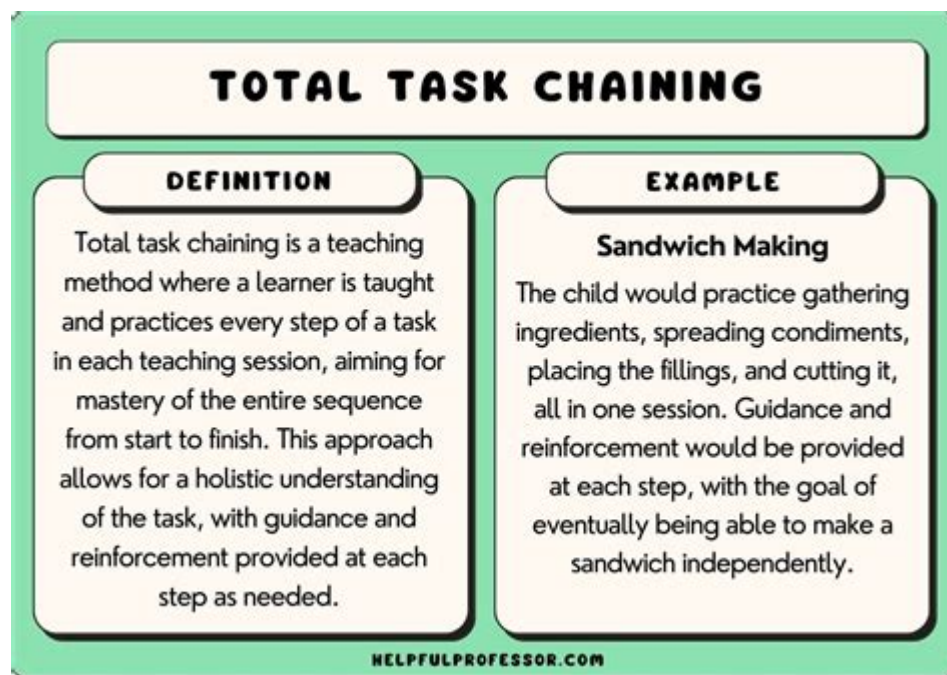 TOTAL TASK CHAINING
DEFINITION
Total task chaining is a teaching
method where a learner is taught
and practices every step of a task
in each teaching session, aiming for
mastery of the entire sequence
from start to finish. This approach
allows for a holistic understanding
of the task, with guidance and
reinforcement provided at each
step as needed.
EXAMPLE
Sandwich Making
The child would practice gathering
ingredients, spreading condiments,
placing the fillings, and cutting it,
all in one session. Guidance and
reinforcement would be provided
at each step, with the goal of
eventually being able to make a
sandwich independently.
HELPFULPROFESSOR.COM